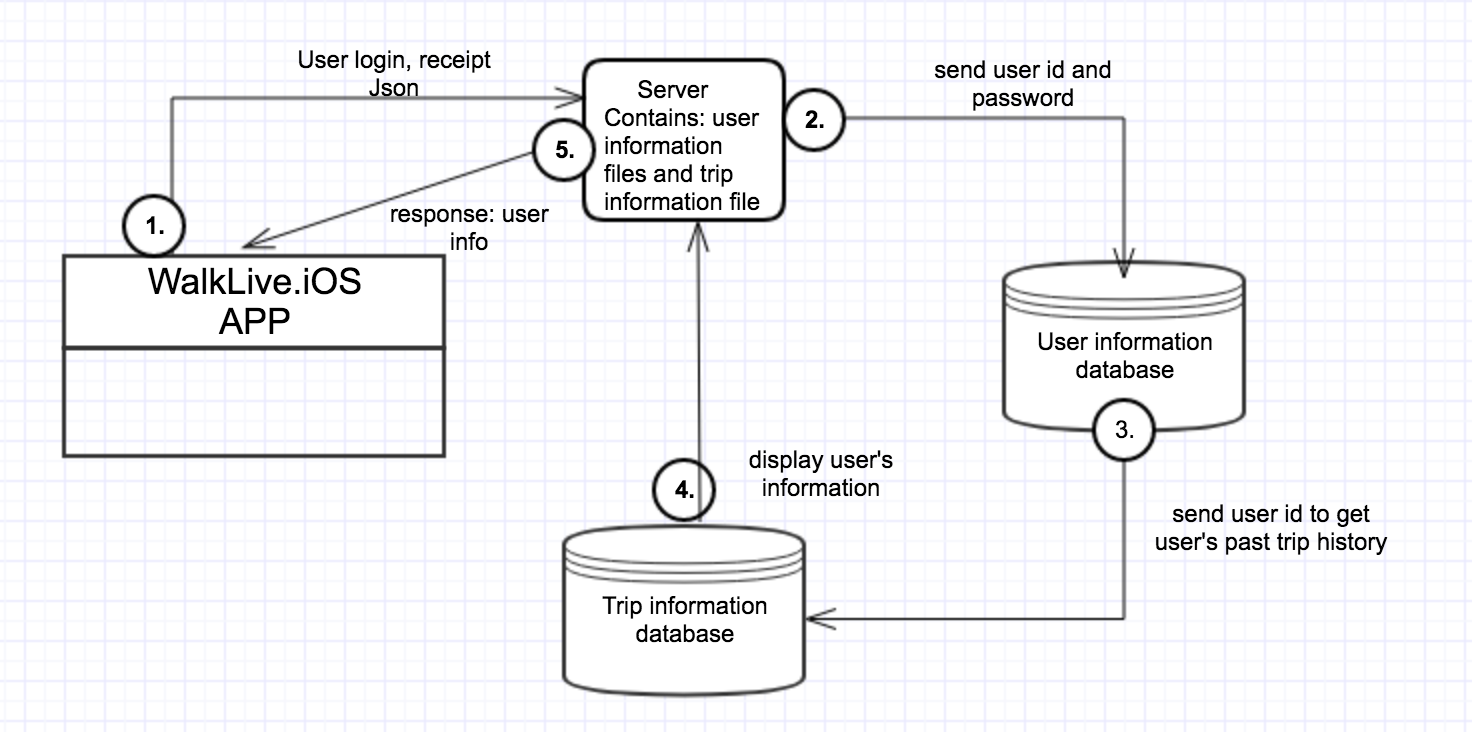 User login, receipt
Json
Server
Contains: user
information
files and trip
information file
2.
send user id and
password
5.
response: user
info
1.
WalkLive.iOS
APP
User information
database
3.
send user id to get
user's past trip history
4.
display user's
information
Trip information
database